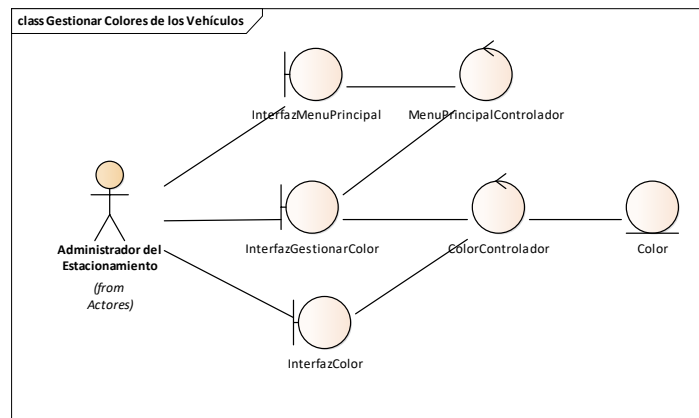 class Gestionar Colores de los Vehículos
InterfazMenuPrincipal
MenuPrincipalControlador
Administrador del
Estacionamiento
(from
Actores)
InterfazGestionarColor
ColorControlador
Color
InterfazColor